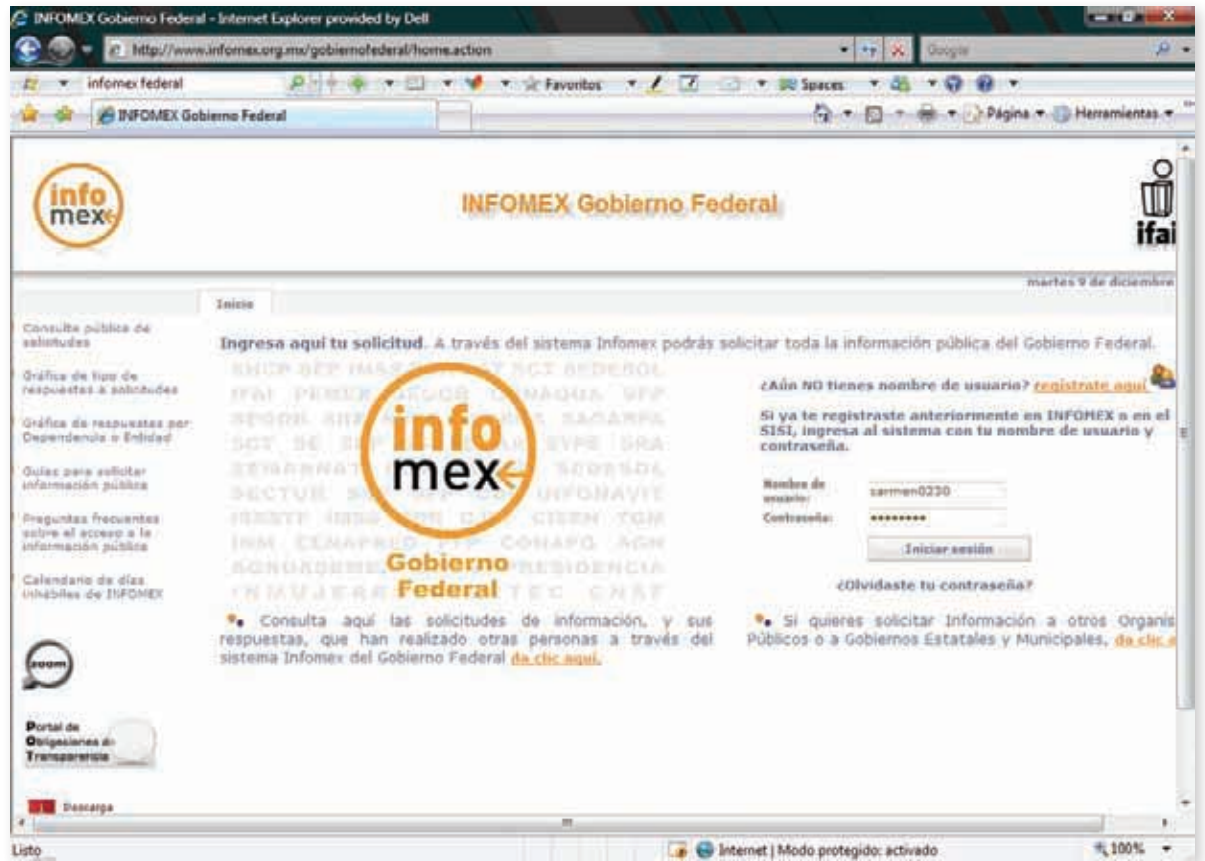 INFOMEX Gobierno Federal - Internet Explorer provided by Dell
http://www.infomex.org.mx/gobiernofederal/home.action
Google
infomex federal
Favoritos
Spaces
INFOMEX Gobierno Federal
Página
Herramientas
info
mex
INFOMEX Gobierno Federal
ifai
martes 9 de diciembre
Inicio
Consulta pública de
solicitudes
Gráfica de tipo de
respuestas a solicitudes
Gráfica de respuestas por
Dependencia o Entidad
Guías para solicitar
información pública
Preguntas frecuentes
sobre el acceso a la
información pública
Calendario de días
inhábiles de INFOMEX
zoom
Portal de
Obligaciones de
Transparencia
Descarga
Ingresa aquí tu solicitud. A través del sistema Infomex podrás solicitar toda la información pública del Gobierno Federal.
info
mex
Gobierno
Federal
¿Aún NO tienes nombre de usuario? registrate aquí
Si ya te registraste anteriormente en INFOMEX o en el
SISI, ingresa al sistema con tu nombre de usuario y
contraseña.
Nombre de
usuario:
carmen0230
Contraseña:
••••••••
Iniciar sesión
¿Olvidaste tu contraseña?
Consulta aquí las solicitudes de información, y sus
respuestas, que han realizado otras personas a través del
sistema Infomex del Gobierno Federal da clic aquí.
Si quieres solicitar Información a otros Organis
Públicos o a Gobiernos Estatales y Municipales, da clic a
Listo
Internet | Modo protegido: activado
100%